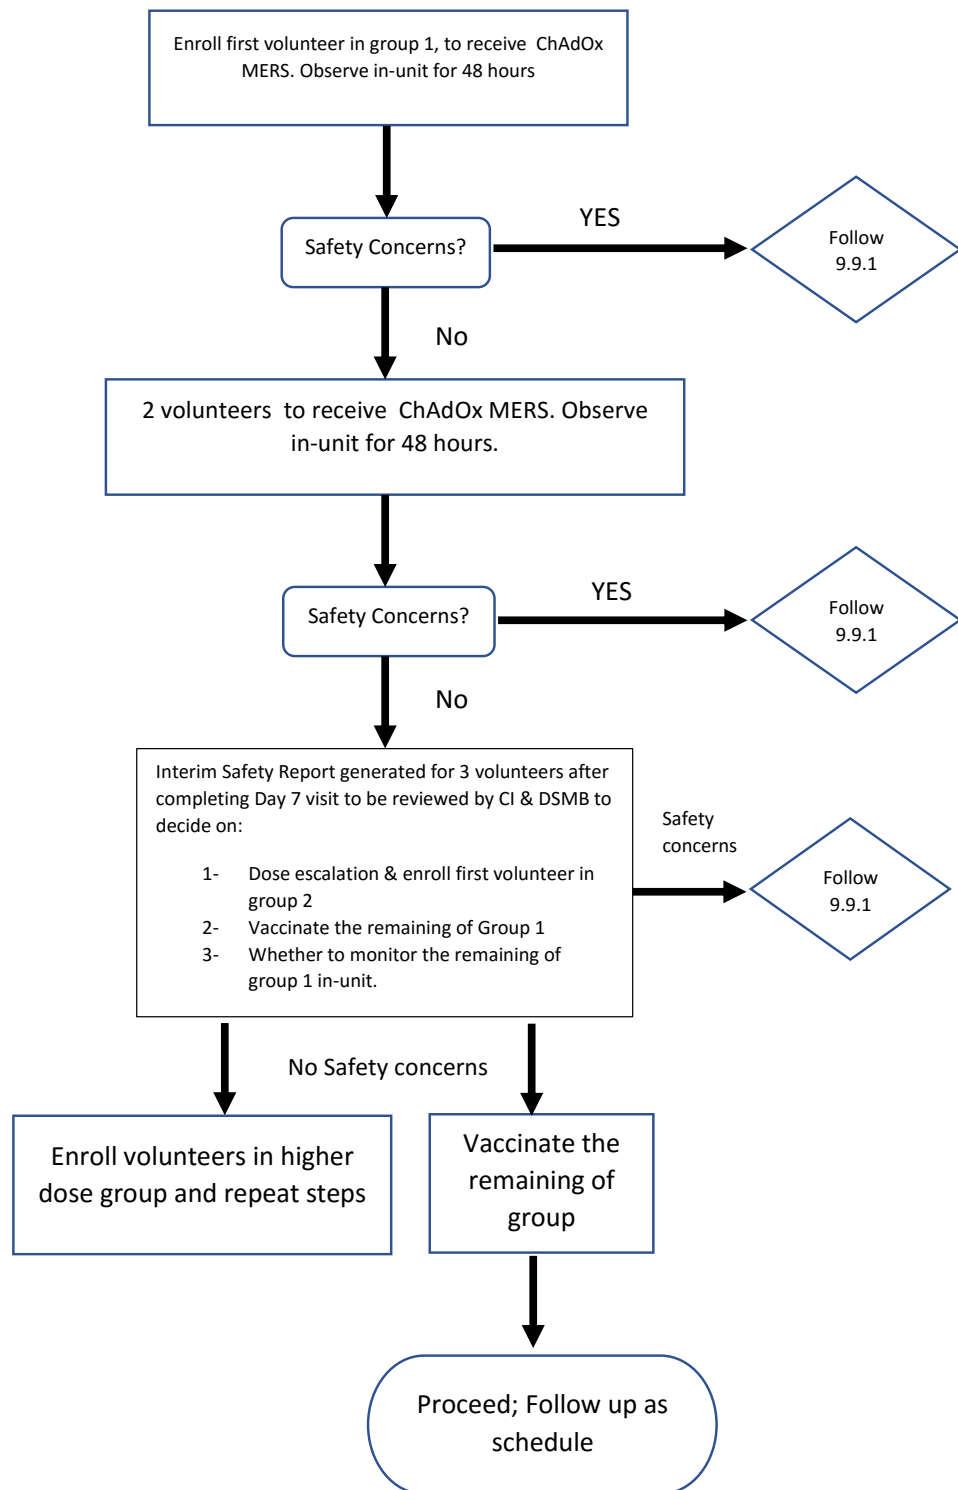 Enroll first volunteer in group 1, to receive ChAdOx
MERS. Observe in-unit for 48 hours
Safety Concerns?
YES
Follow
9.9.1
No
2 volunteers to receive ChAdOx MERS. Observe
in-unit for 48 hours.
Safety Concerns?
YES
Follow
9.9.1
No
Interim Safety Report generated for 3 volunteers after
completing Day 7 visit to be reviewed by CI & DSMB to
decide on:
1- Dose escalation & enroll first volunteer in
group 2
2- Vaccinate the remaining of Group 1
3- Whether to monitor the remaining of
group 1 in-unit.
Safety
concerns
Follow
9.9.1
No Safety concerns
Enroll volunteers in higher
dose group and repeat steps
Vaccinate the
remaining of
group
Proceed; Follow up as
schedule